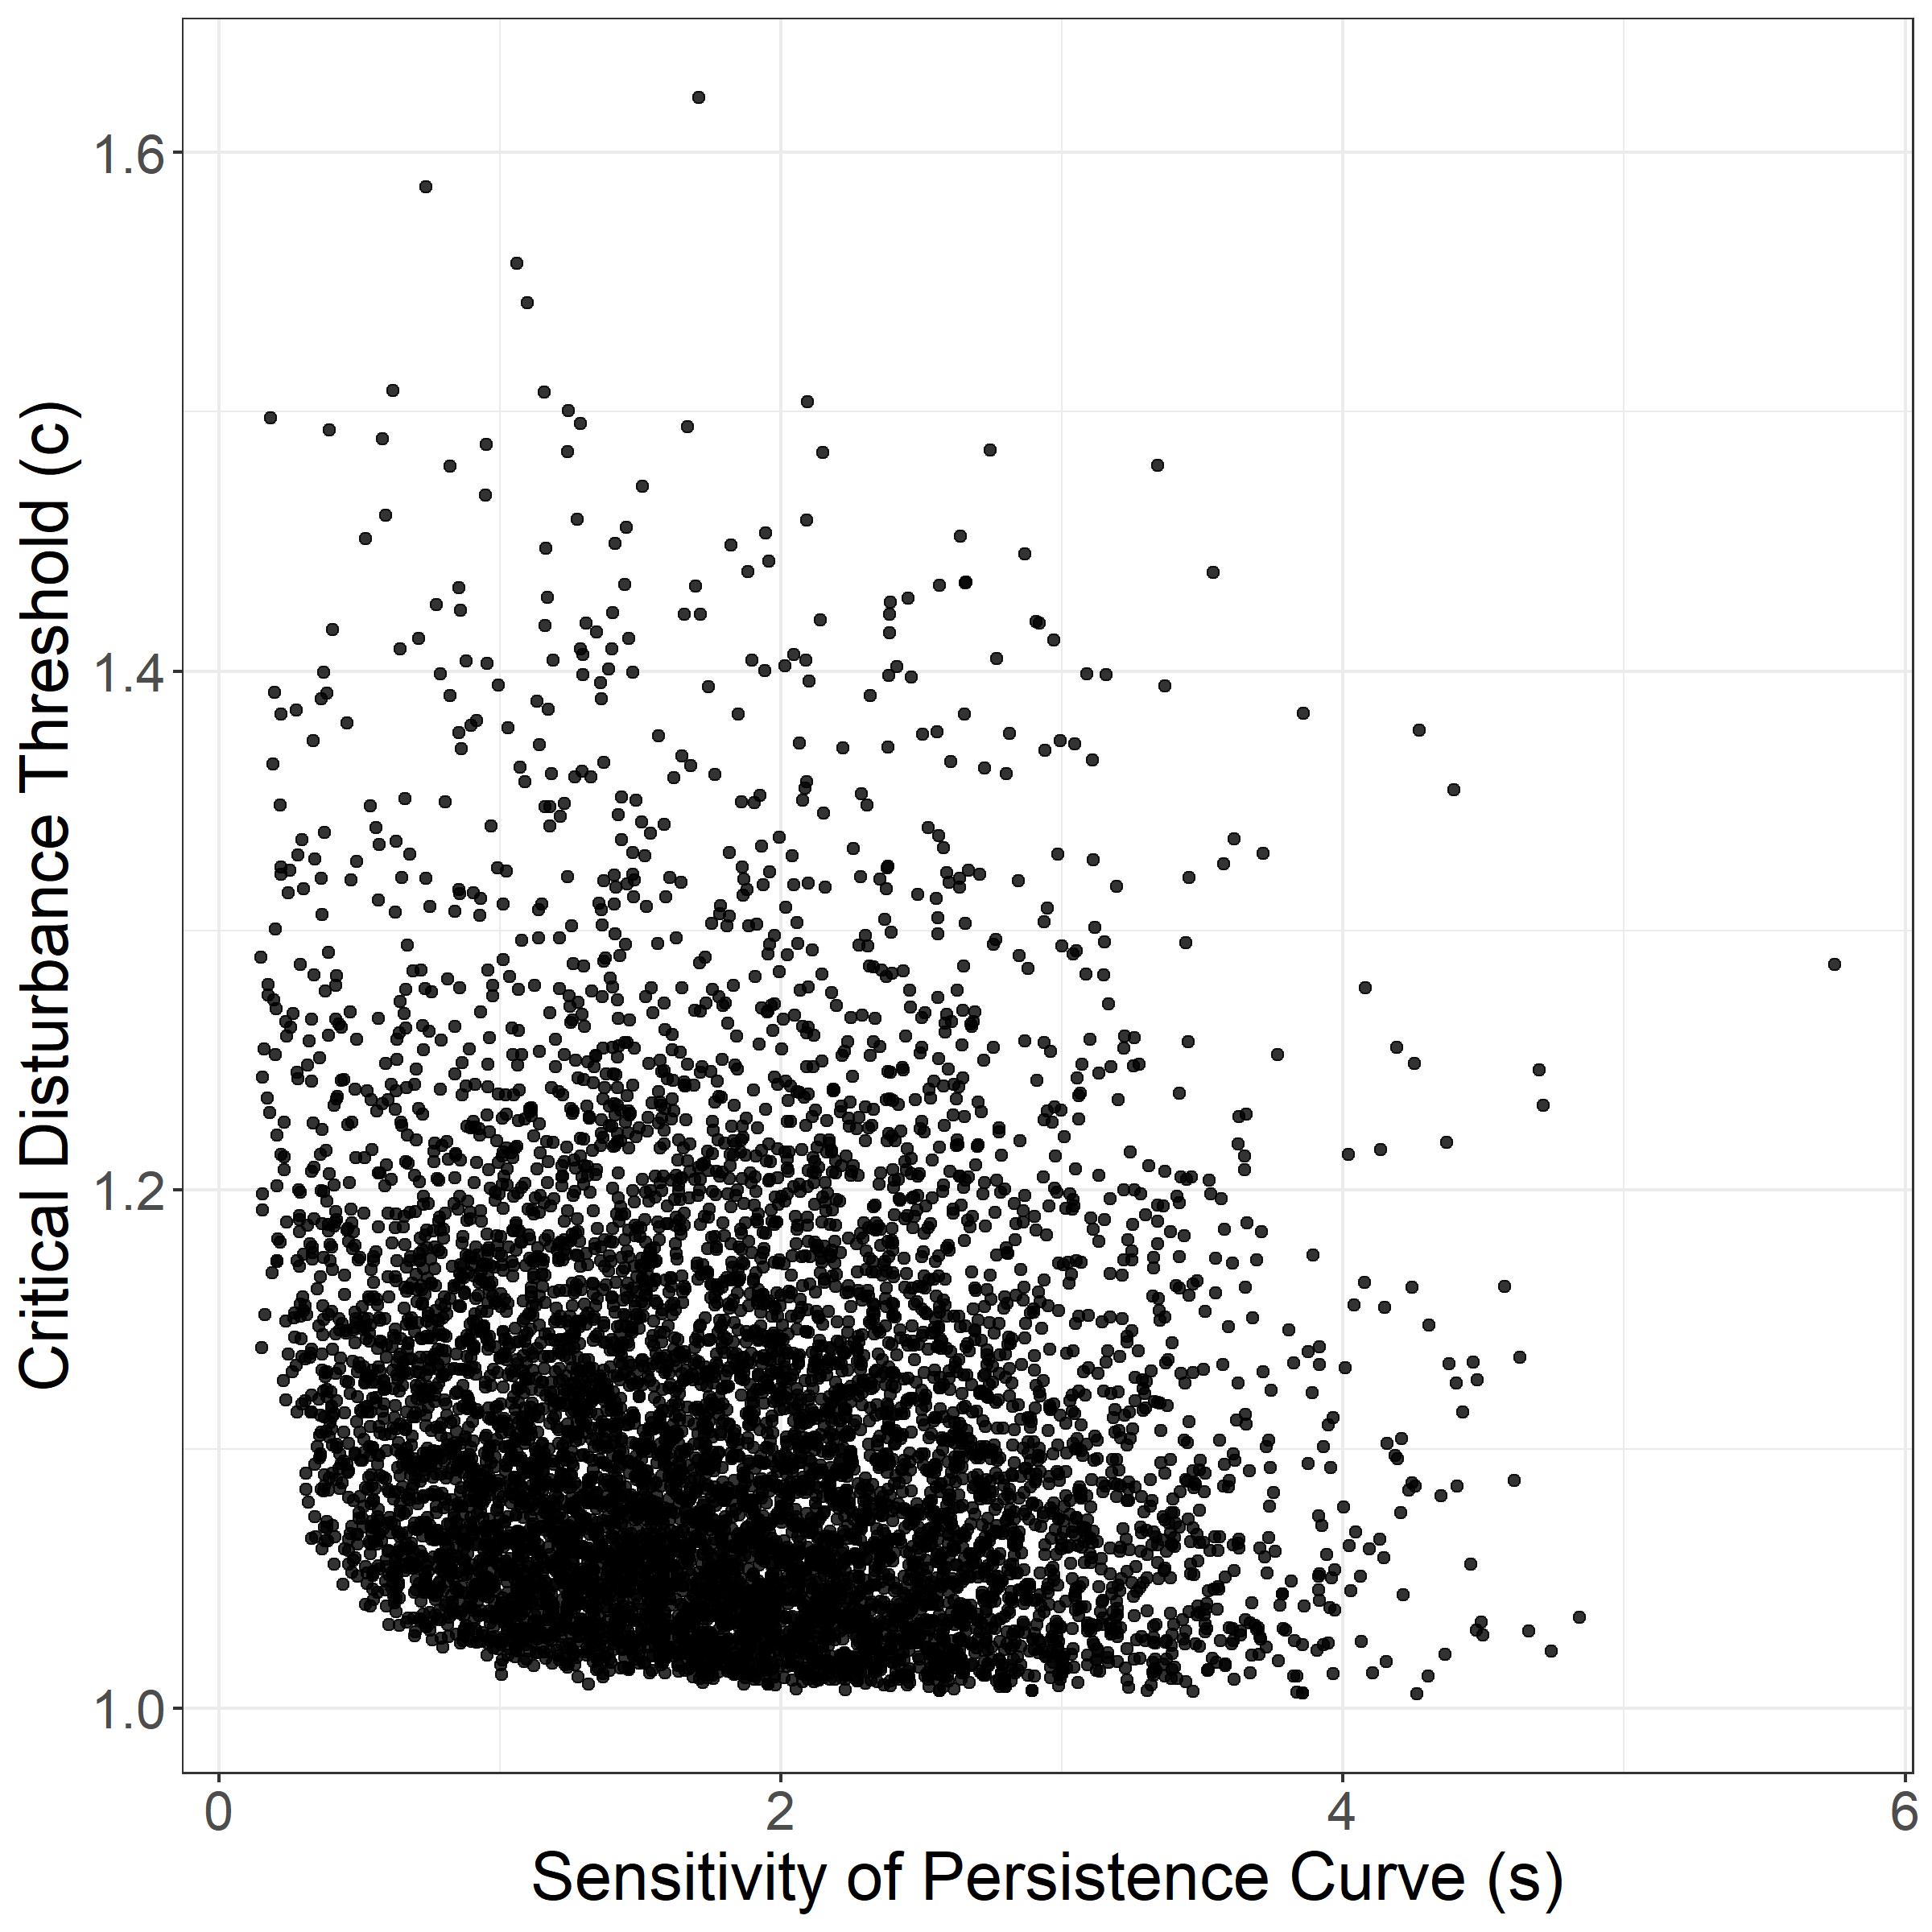 Critical Disturbance Threshold (c)
1.6
1.4
1.2
1.0
0 2 4 6
Sensitivity of Persistence Curve (s)